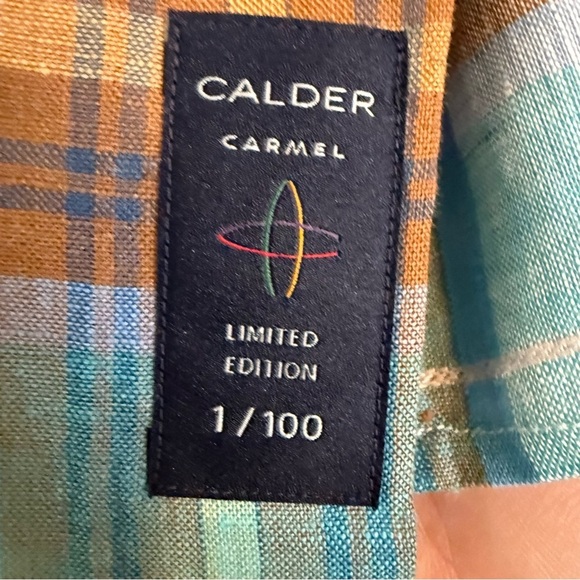 CALDER
CARMEL
LIMITED
EDITION
1/100